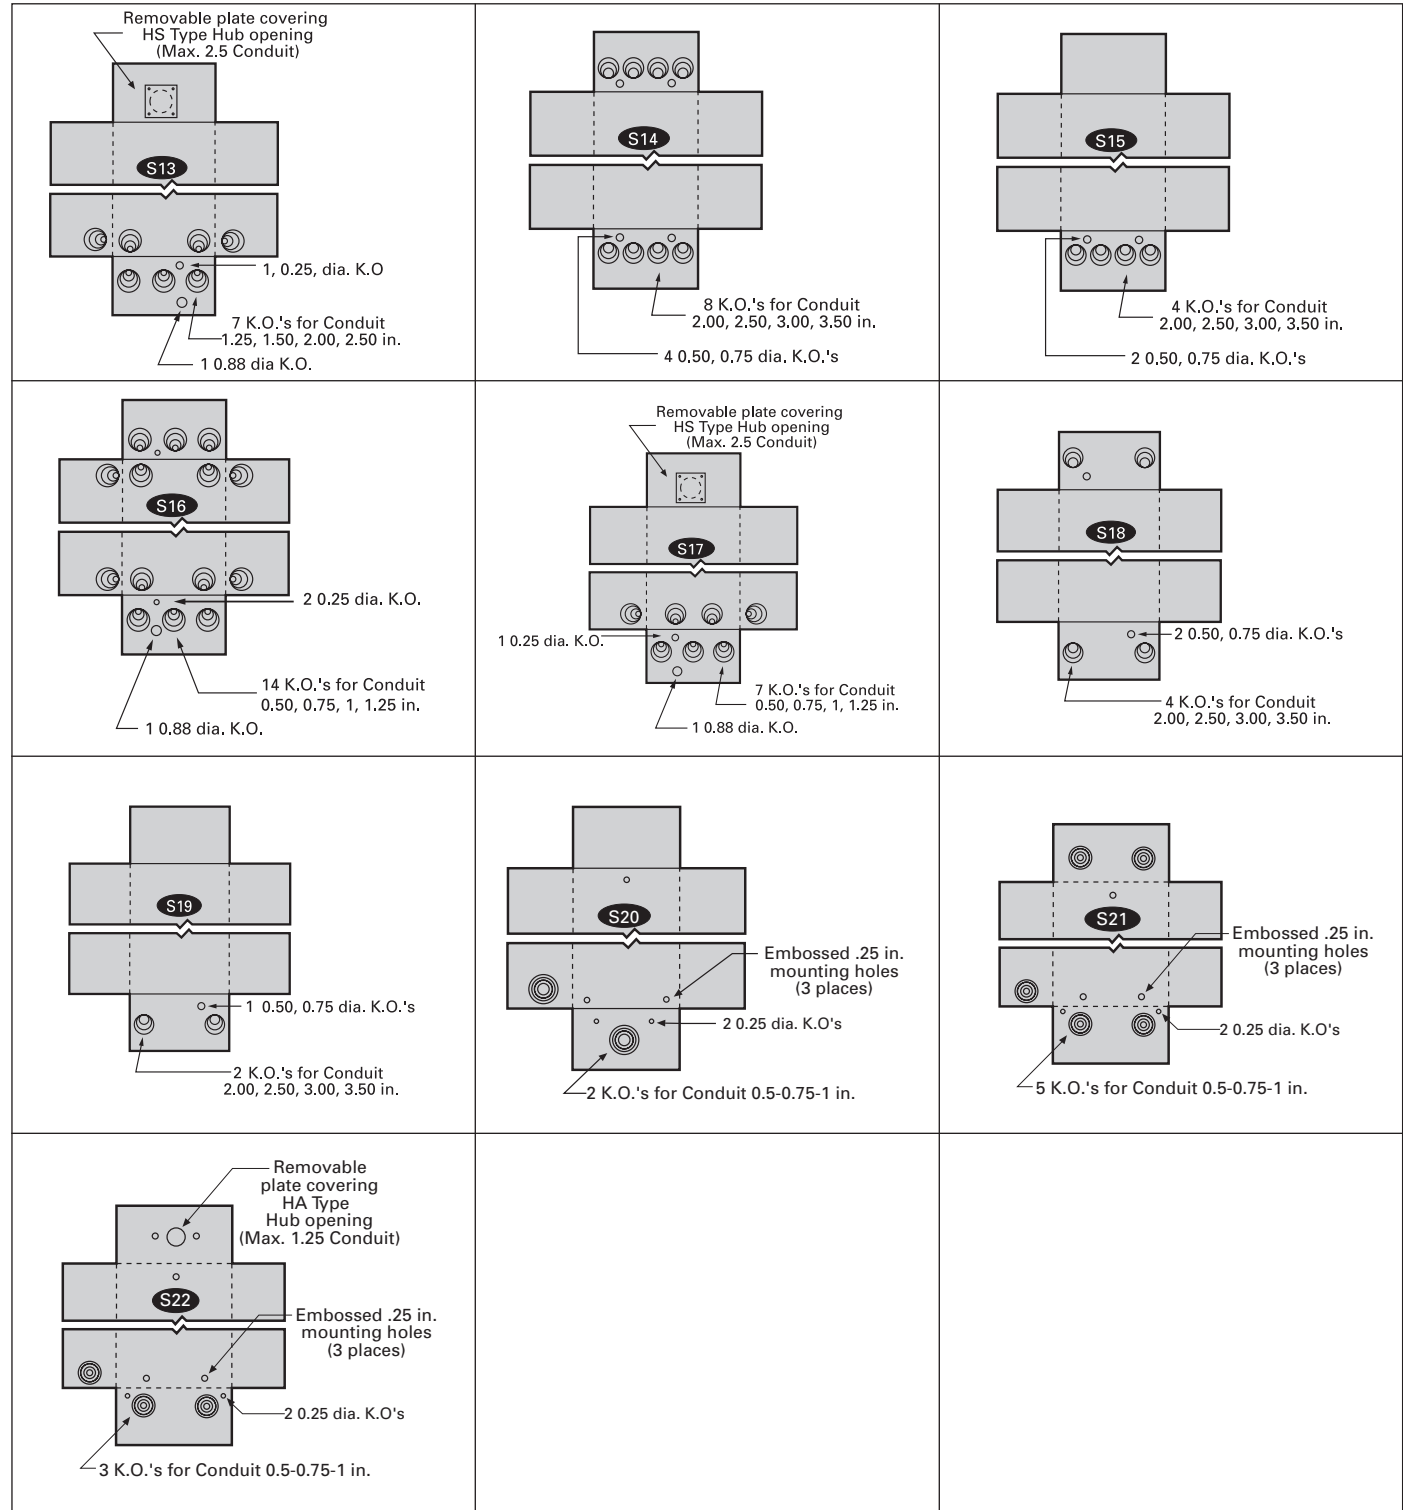 Removable plate covering
HS Type Hub opening
(Max. 2.5 Conduit)
S13
1, 0.25, dia. K.O
7 K.O.'s for Conduit
1.25, 1.50, 2.00, 2.50 in.
1 0.88 dia K.O.
S14
8 K.O.'s for Conduit
2.00, 2.50, 3.00, 3.50 in.
4 0.50, 0.75 dia. K.O.'s
S15
4 K.O.'s for Conduit
2.00, 2.50, 3.00, 3.50 in.
2 0.50, 0.75 dia. K.O.'s
S16
2 0.25 dia. K.O.
14 K.O.'s for Conduit
0.50, 0.75, 1, 1.25 in.
1 0.88 dia. K.O.
Removable plate covering
HS Type Hub opening
(Max. 2.5 Conduit)
S17
1 0.25 dia. K.O.
7 K.O.'s for Conduit
0.50, 0.75, 1, 1.25 in.
1 0.88 dia. K.O.
S18
2 0.50, 0.75 dia. K.O.'s
4 K.O.'s for Conduit
2.00, 2.50, 3.00, 3.50 in.
S19
1 0.50, 0.75 dia. K.O.'s
2 K.O.'s for Conduit
2.00, 2.50, 3.00, 3.50 in.
S20
Embossed .25 in.
mounting holes
(3 places)
2 0.25 dia. K.O's
2 K.O.'s for Conduit 0.5-0.75-1 in.
S21
Embossed .25 in.
mounting holes
(3 places)
2 0.25 dia. K.O's
5 K.O.'s for Conduit 0.5-0.75-1 in.
Removable
plate covering
HA Type
Hub opening
(Max. 1.25 Conduit)
S22
Embossed .25 in.
mounting holes
(3 places)
2 0.25 dia. K.O's
3 K.O.'s for Conduit 0.5-0.75-1 in.